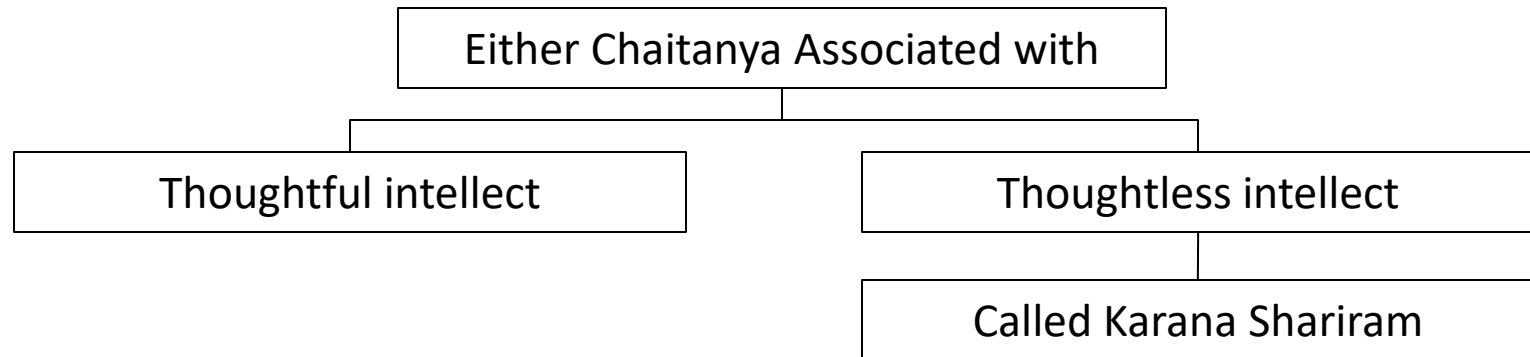 Either Chaitanya Associated with
Thoughtful intellect
Thoughtless intellect
Called Karana Shariram